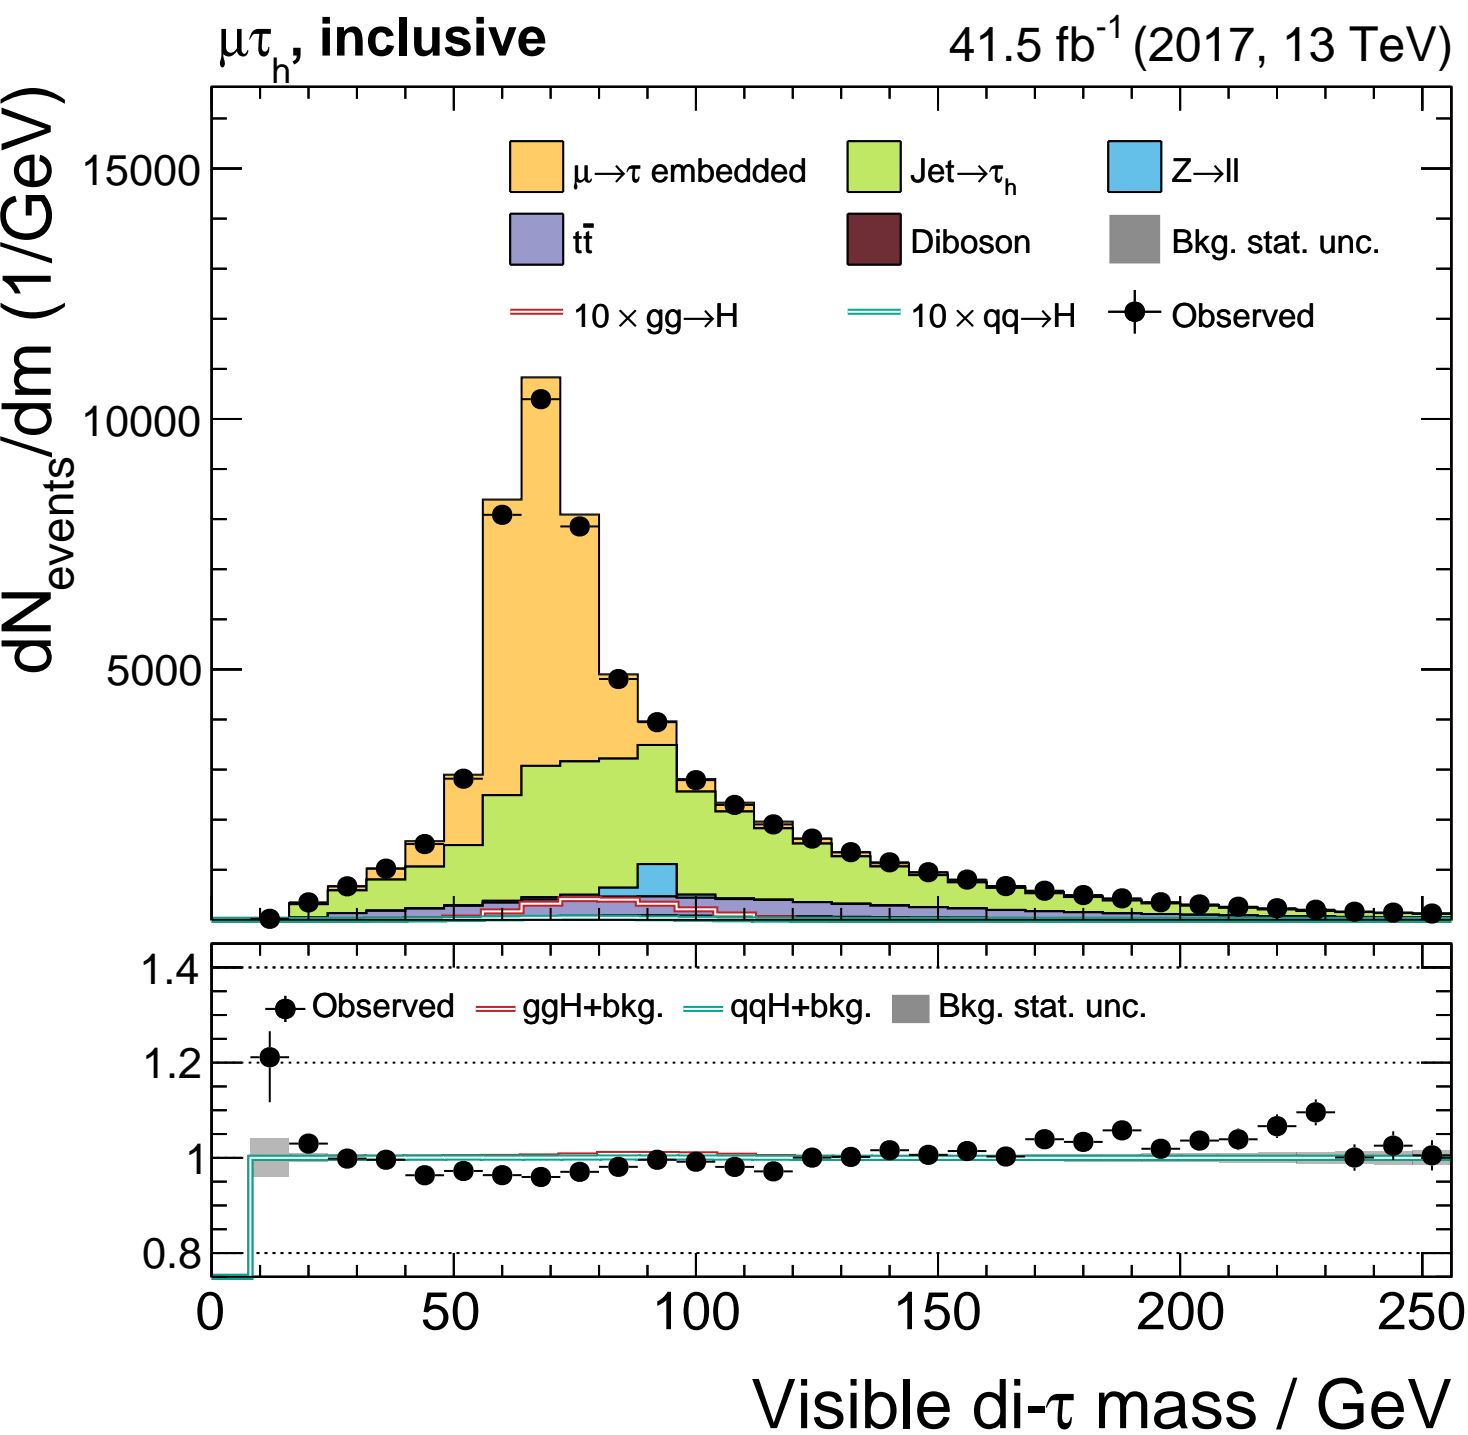 μτh, inclusive 41.5 fb-1 (2017, 13 TeV)
dNevents/dm (1/GeV)
15000
10000
5000
μ→τ embedded Jet→τh Z→ll
tt̄ Diboson Bkg. stat. unc.
10 × gg→H 10 × qq→H Observed
1.4
1.2
1
0.8
Observed ggH+bkg. qqH+bkg. Bkg. stat. unc.
0 50 100 150 200 250
Visible di-τ mass / GeV